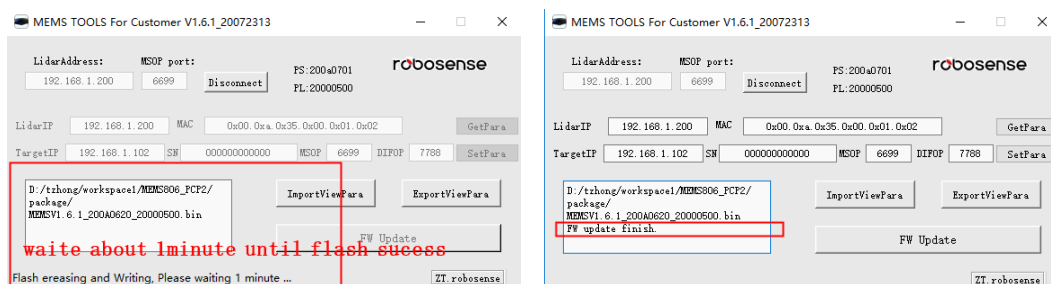 MEMS TOOLS For Customer V1.6.1_20072313
LidarAddress: MSOP port:
192.168.1.200 6699 Disconnect
PS:200a0701
PL:20000500
robosense
LidarIP 192.168.1.200 MAC 0x00.0xa.0x35.0x00.0x01.0x02 GetPara
TargetIP 192.168.1.102 SN 000000000000 MSOP 6699 DIFOP 7788 SetPara
D:/tzhong/workspace1/MEMS806_PCP2/
package/
MEMSV1.6.1_200A0620_20000500.bin
ImportViewPara ExportViewPara
FW Update
waite about 1minute until flash sucess
Flash ereasing and Writing, Please waiting 1 minute ...
ZT.robosense
MEMS TOOLS For Customer V1.6.1_20072313
LidarAddress: MSOP port:
192.168.1.200 6699 Disconnect
PS:200a0701
PL:20000500
robosense
LidarIP 192.168.1.200 MAC 0x00.0xa.0x35.0x00.0x01.0x02 GetPara
TargetIP 192.168.1.102 SN 000000000000 MSOP 6699 DIFOP 7788 SetPara
D:/tzhong/workspace1/MEMS806_PCP2/
package/
MEMSV1.6.1_200A0620_20000500.bin
FW update finish.
ImportViewPara ExportViewPara
FW Update
ZT.robosense